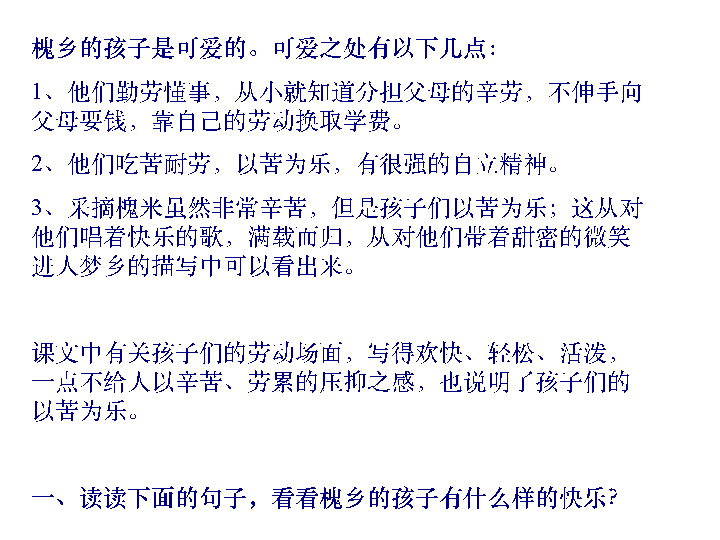 槐乡的孩子是可爱的。可爱之处有以下几点：
1、他们勤劳懂事，从小就知道分担父母的辛劳，不伸手向
父母要钱，靠自己的劳动换取学费。
2、他们吃苦耐劳，以苦为乐，有很强的自立精神。
3、采摘槐米虽然非常辛苦，但是孩子们以苦为乐；这从对
他们唱着快乐的歌，满载而归，从对他们带着甜密的微笑
进人梦乡的描写中可以看出来。
课文中有关孩子们的劳动场面，写得欢快、轻松、活泼，
一点不给人以辛苦、劳累的压抑之感，也说明了孩子们的
以苦为乐。
一、读读下面的句子，看看槐乡的孩子有什么样的快乐?